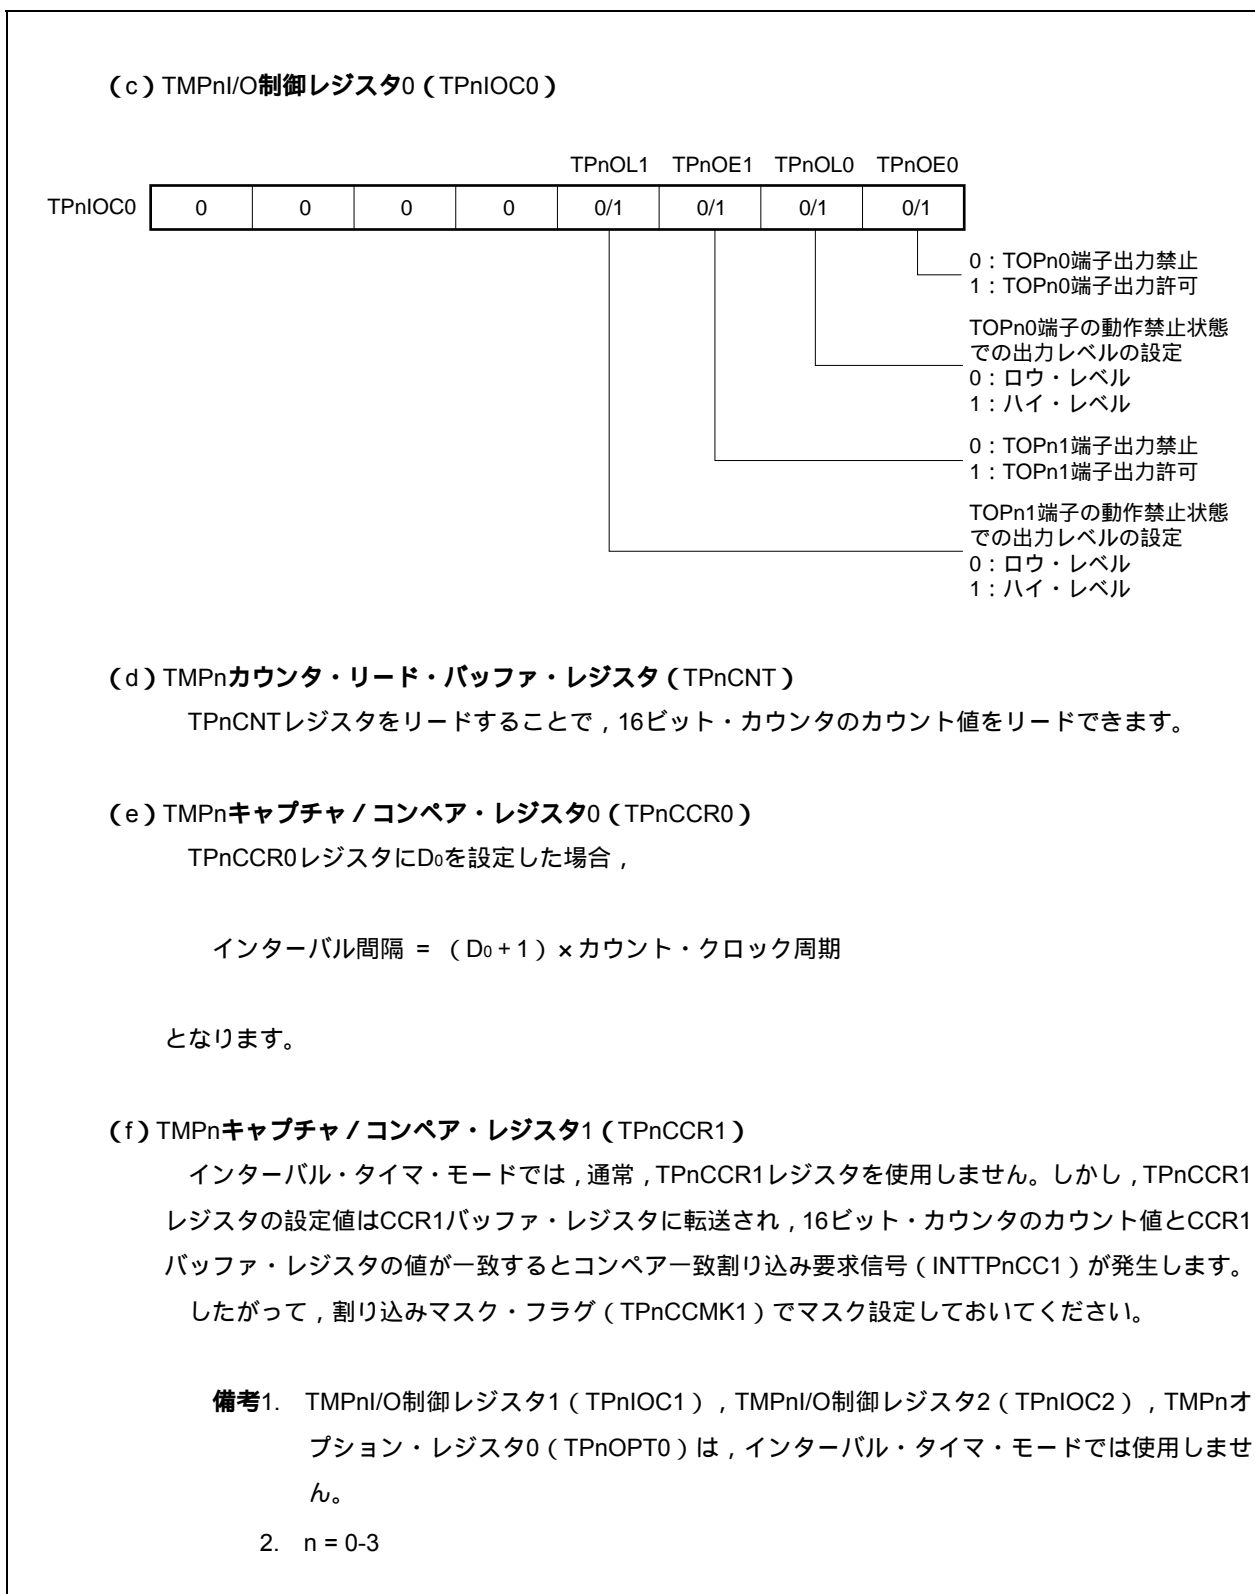 (c) TMPnI/O制御レジスタ0 (TPnIOC0)
TPnOL1 TPnOE1 TPnOL0 TPnOE0
TPnIOC0 0 0 0 0 0/1 0/1 0/1 0/1
0：TOPn0端子出力禁止
1：TOPn0端子出力許可
TOPn0端子の動作禁止状態
での出力レベルの設定
0：ロウ・レベル
1：ハイ・レベル
0：TOPn1端子出力禁止
1：TOPn1端子出力許可
TOPn1端子の動作禁止状態
での出力レベルの設定
0：ロウ・レベル
1：ハイ・レベル
(d) TMPnカウンタ・リード・バッファ・レジスタ (TPnCNT)
TPnCNTレジスタをリードすることで，16ビット・カウンタのカウント値をリードできます。
(e) TMPnキャプチャ／コンペア・レジスタ0 (TPnCCR0)
TPnCCR0レジスタにD₀を設定した場合，
インターバル間隔 = （D₀ + 1）×カウント・クロック周期
となります。
(f) TMPnキャプチャ／コンペア・レジスタ1 (TPnCCR1)
インターバル・タイマ・モードでは，通常，TPnCCR1レジスタを使用しません。しかし，TPnCCR1
レジスタの設定値はCCR1バッファ・レジスタに転送され，16ビット・カウンタのカウント値とCCR1
バッファ・レジスタの値が一致するとコンペア一致割り込み要求信号（INTTPnCC1）が発生します。
したがって，割り込みマスク・フラグ（TPnCCMK1）でマスク設定しておいてください。
備考1. TMPnI/O制御レジスタ1（TPnIOC1），TMPnI/O制御レジスタ2（TPnIOC2），TMPnオ
プション・レジスタ0（TPnOPT0）は，インターバル・タイマ・モードでは使用しませ
ん。
2. n = 0-3